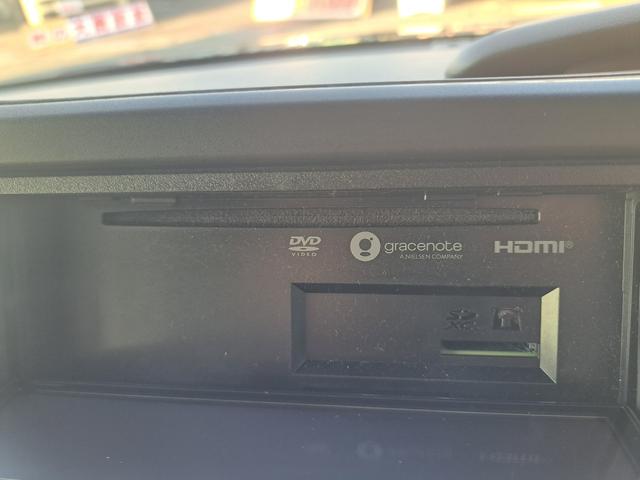 DVD
VIDEO
gracenote
A NIELSEN COMPANY
HDMI®
SD
XC